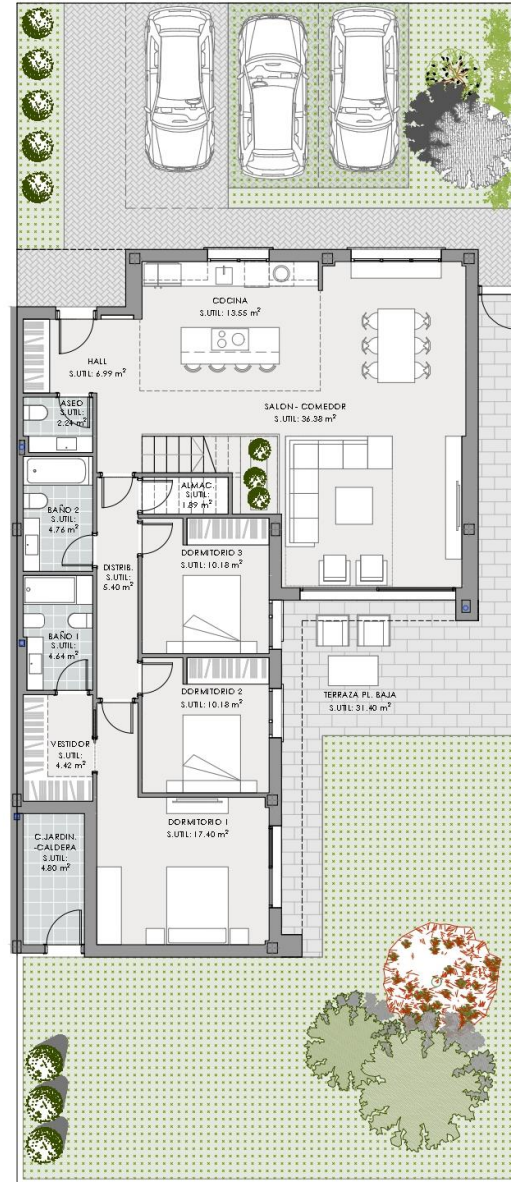 COCINA
S.UTIL: 13.55 m²
HALL
S.UTIL: 6.99 m²
ASEO
S.UTIL:
2.24 m²
SALON - COMEDOR
S.UTIL: 36.38 m²
ALMAC.
S.UTIL:
1.89 m²
BAÑO 2
S.UTIL:
4.76 m²
DORMITORIO 3
S.UTIL: 10.18 m²
DISTRIB.
S.UTIL:
5.40 m²
BAÑO 1
S.UTIL:
4.64 m²
DORMITORIO 2
S.UTIL: 10.18 m²
TERRAZA PL. BAJA
S.UTIL: 31.40 m²
VESTIDOR
S.UTIL:
4.42 m²
DORMITORIO 1
S.UTIL: 17.40 m²
C.JARDIN.
-CALDERA
S.UTIL:
4.80 m²